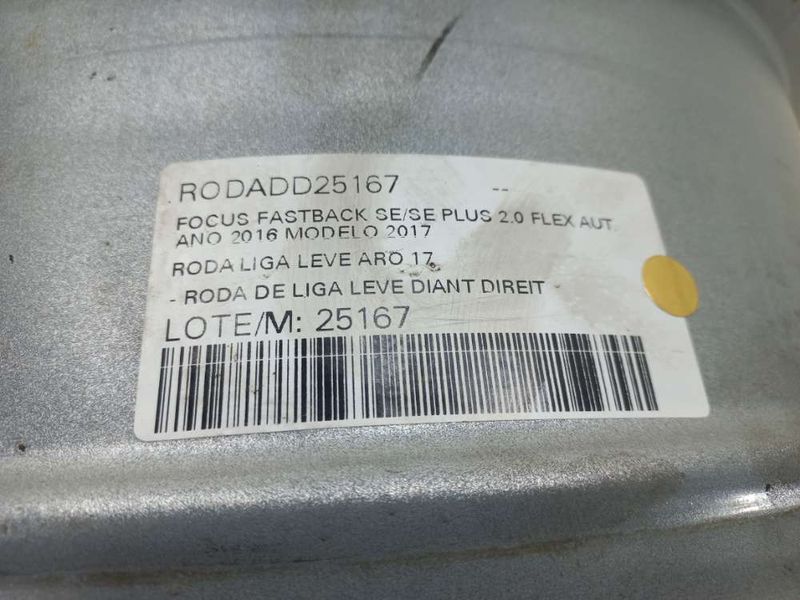 RODADD25167 --
FOCUS FASTBACK SE/SE PLUS 2.0 FLEX AUT.
ANO 2016 MODELO 2017
RODA LIGA LEVE ARO 17
- RODA DE LIGA LEVE DIANT DIREIT -
LOTE/M: 25167